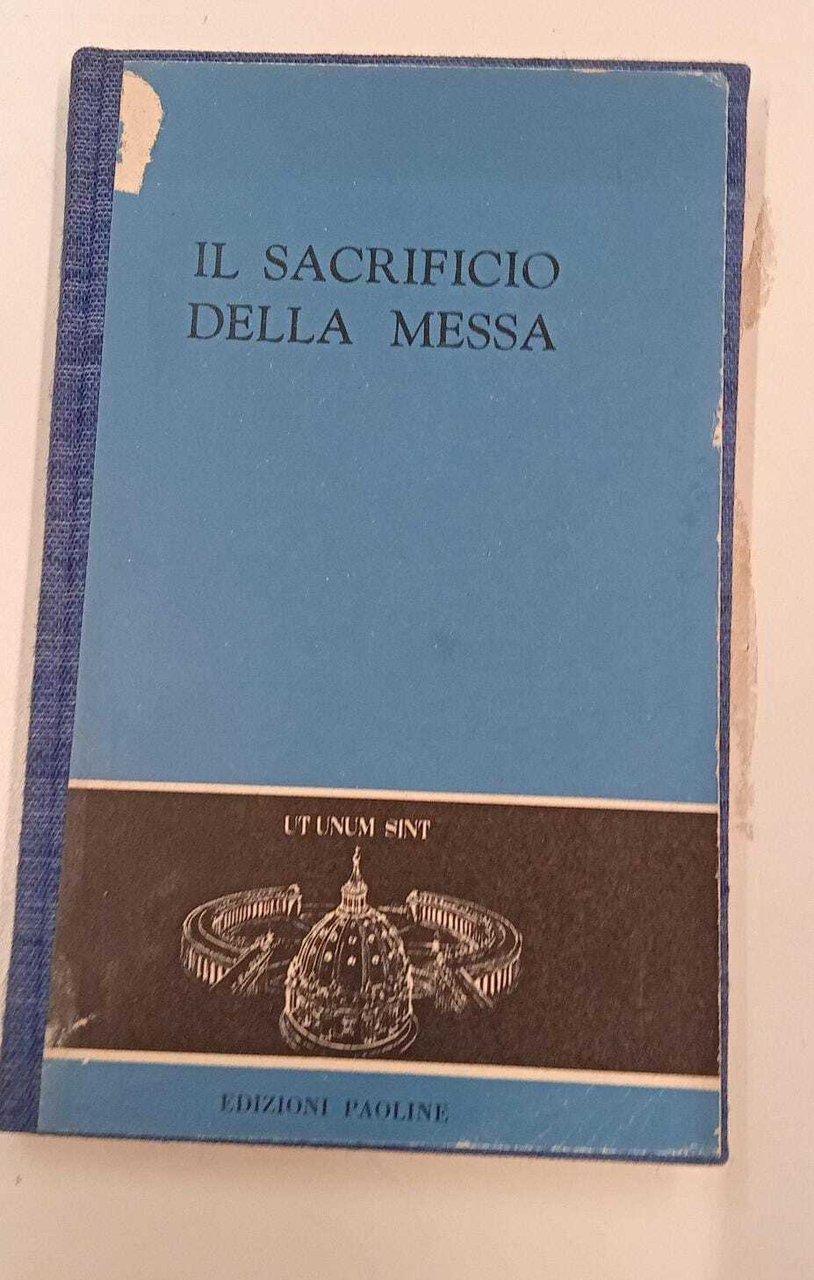 IL SACRIFICIO
DELLA MESSA
UT UNUM SINT
EDIZIONI PAOLINE